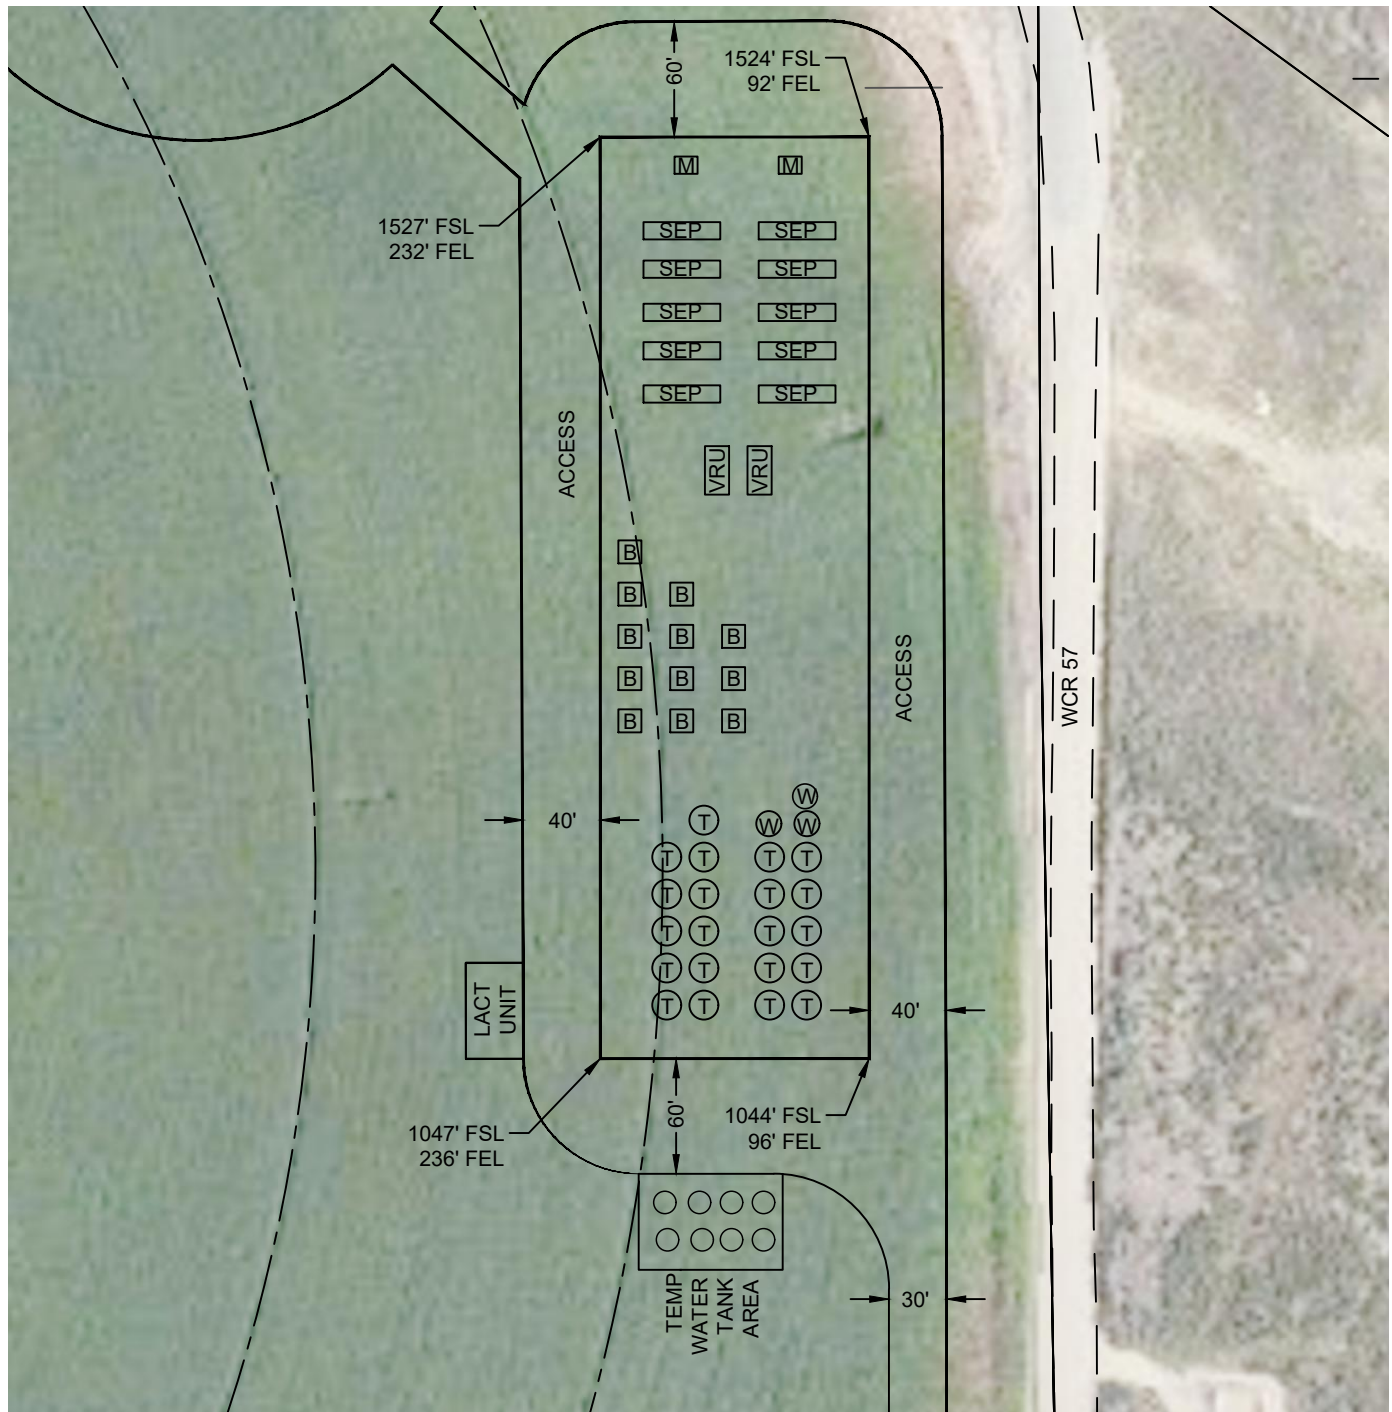 60'
1524' FSL
92' FEL
M M
1527' FSL
232' FEL
SEP SEP
SEP SEP
SEP SEP
SEP SEP
SEP SEP
ACCESS
VRU VRU
B
B B
B B B
B B B
B B B
ACCESS
WCR 57
W
40' T W W
T T T T
T T T T
T T T T
T T T T
T T T T
40'
LACT
UNIT
60'
1047' FSL
236' FEL
1044' FSL
96' FEL
TEMP
WATER
TANK
AREA
30'